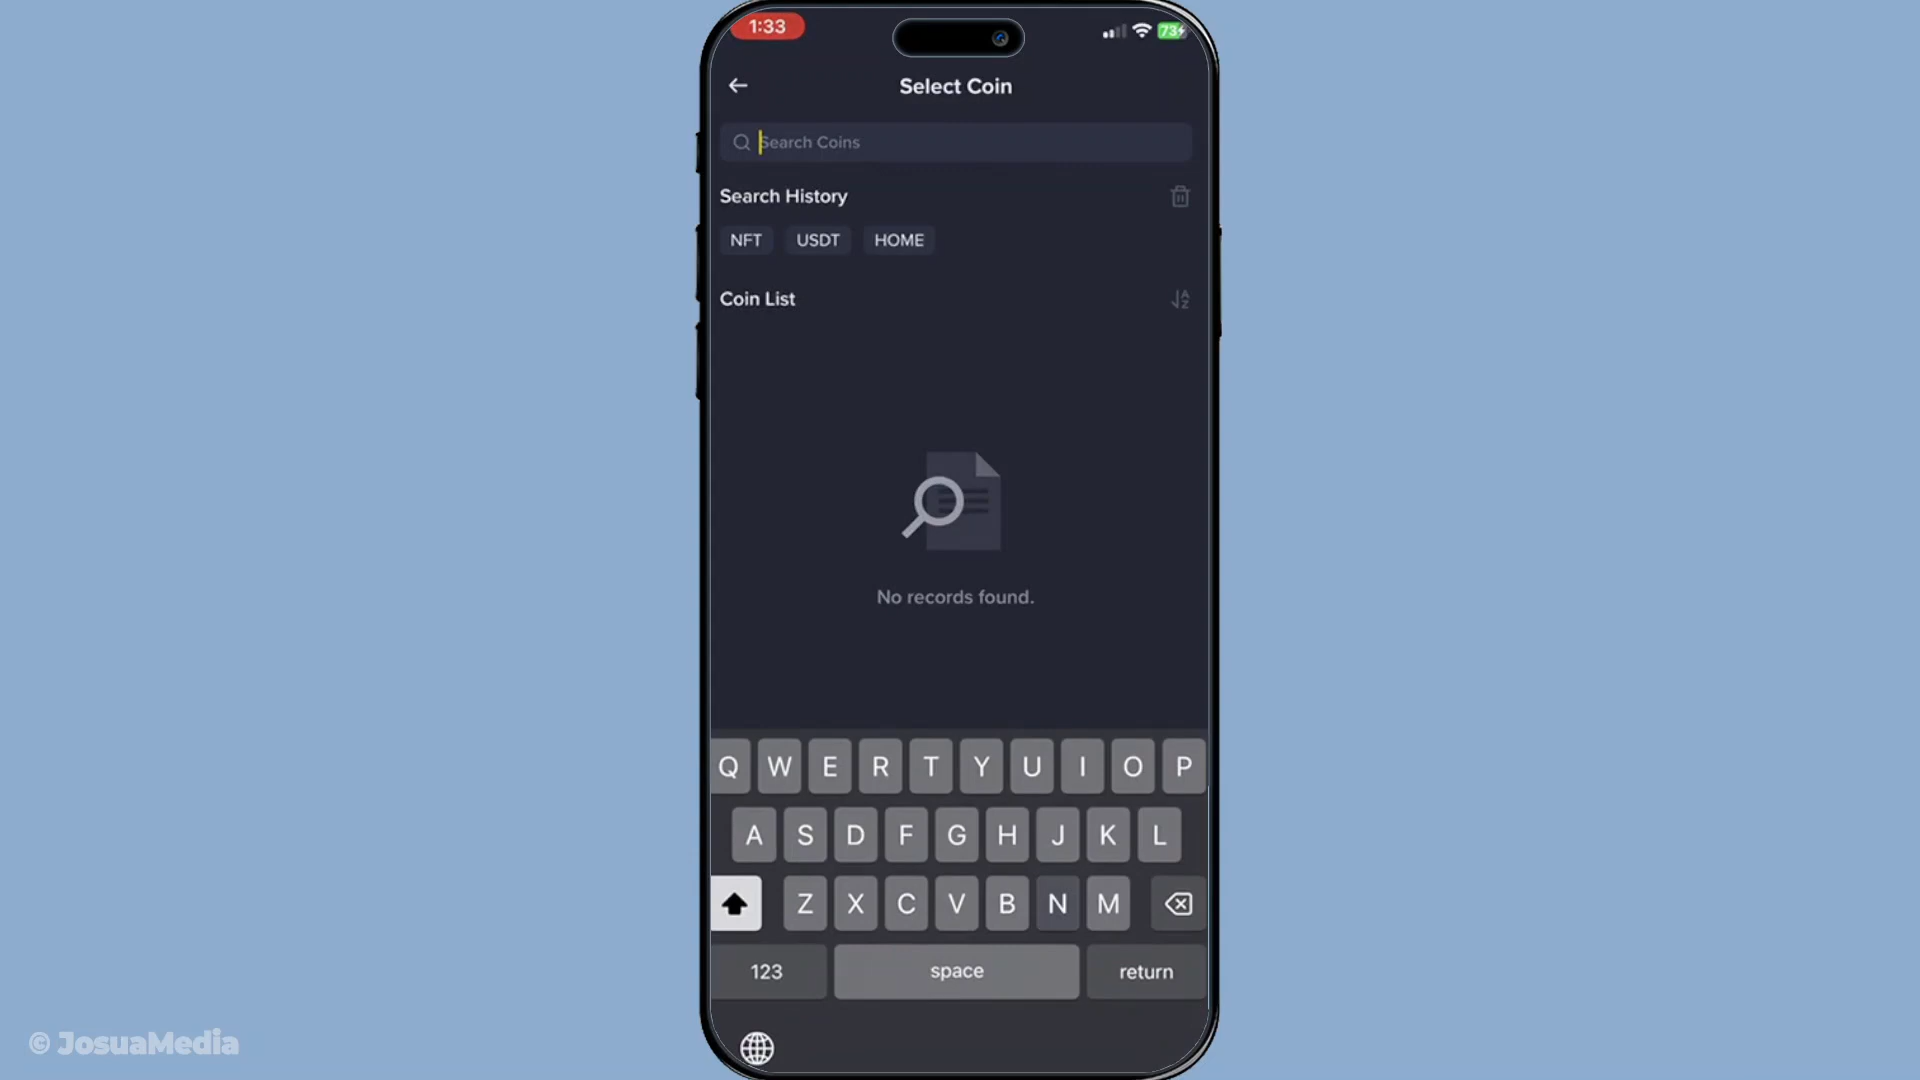 1:33
73
Select Coin
Search Coins
Search History
NFT USDT HOME
Coin List
No records found.
Q W E R T Y U I O P
A S D F G H J K L
Z X C V B N M
123 space return
© JosuaMedia